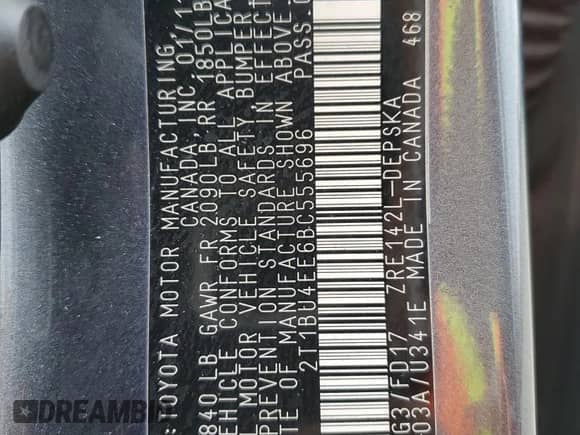 TOYOTA MOTOR MANUFACTURING
CANADA, INC. 01/11
840 LB GAWR FR 2090LB RR 1850LB
VEHICLE CONFORMS TO ALL APPLICA
L MOTOR VEHICLE SAFETY BUMPER
PREVENTION STANDARDS IN EFFECT
TE OF MANUFACTURE SHOWN ABOVE.
2T1BU4EE6BC555696 PASS.
G3/FD17 ZRE142L-DEPSKA
03A/U341E MADE IN CANADA 468
DREAMBID